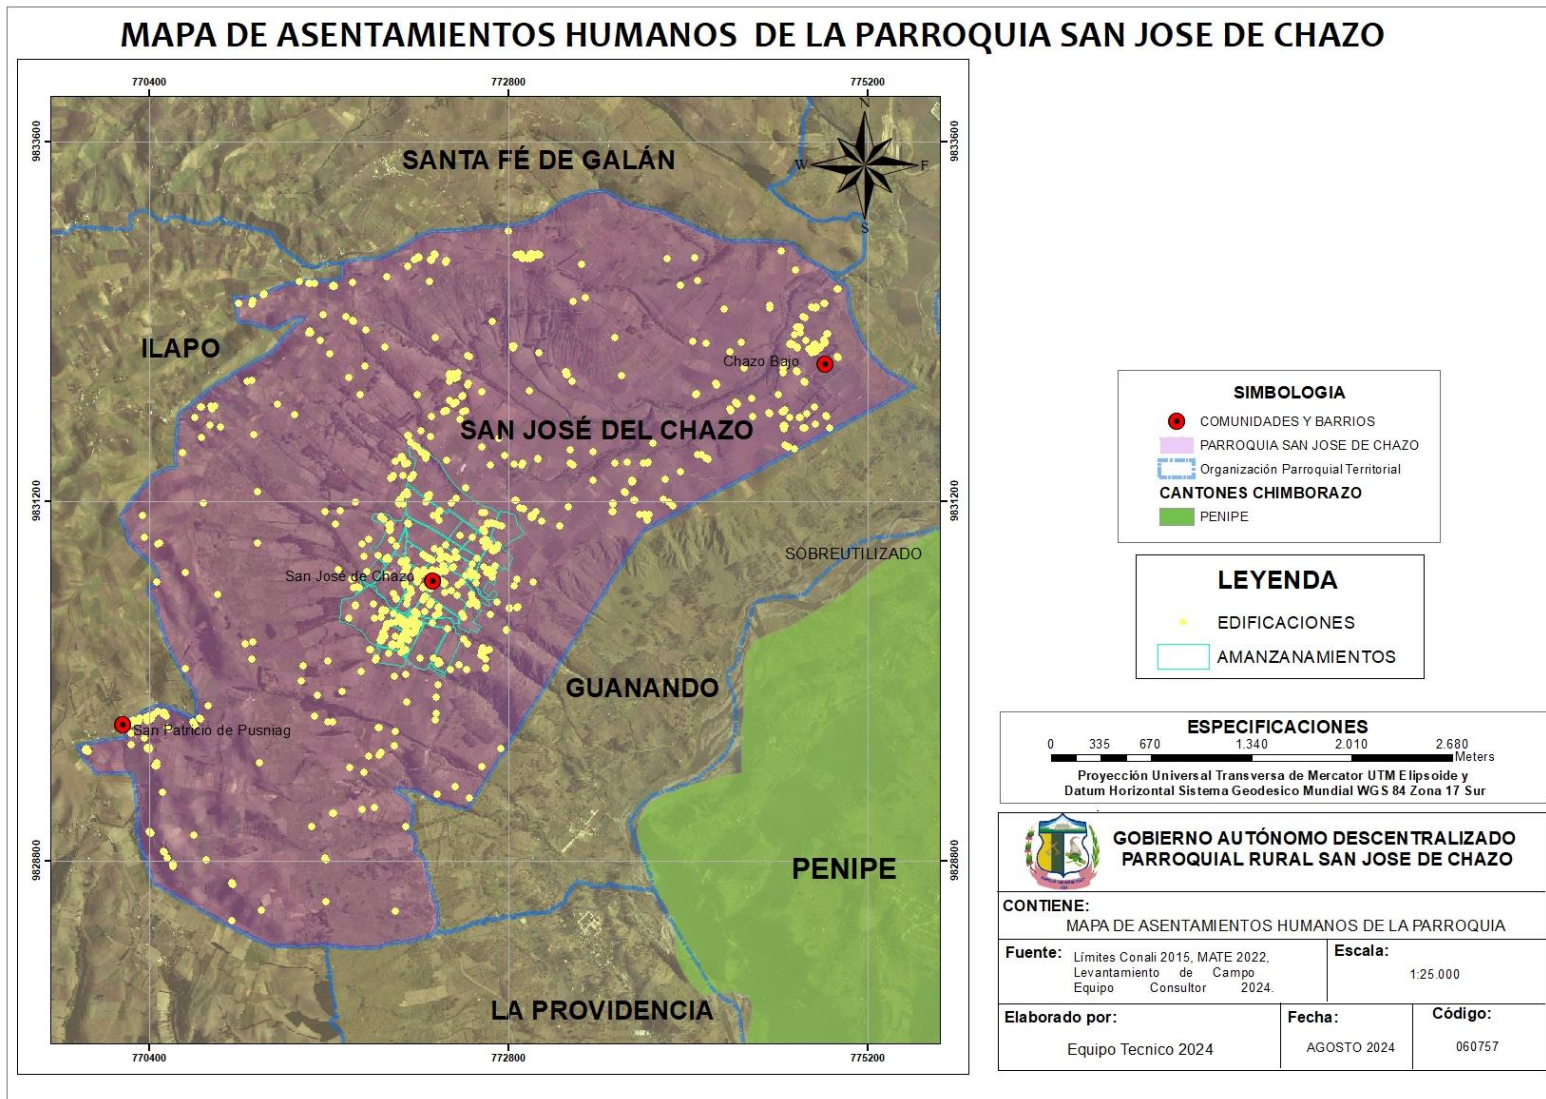 MAPA DE ASENTAMIENTOS HUMANOS DE LA PARROQUIA SAN JOSE DE CHAZO
770400
772800
775200
9833600
9833600
N
W
E
S
SANTA FÉ DE GALÁN
ILAPO
Chazo Bajo
SAN JOSÉ DEL CHAZO
9831200
9831200
SOBREUTILIZADO
San José de Chazo
GUANANDO
San Patricio de Pusniag
9828800
9828800
PENIPE
LA PROVIDENCIA
770400
772800
775200
SIMBOLOGIA
COMUNIDADES Y BARRIOS
PARROQUIA SAN JOSE DE CHAZO
Organización Parroquial Territorial
CANTONES CHIMBORAZO
PENIPE
LEYENDA
EDIFICACIONES
AMANZANAMIENTOS
ESPECIFICACIONES
0 335 670 1.340 2.010 2.680
Meters
Proyección Universal Transversa de Mercator UTM Elipsoide y
Datum Horizontal Sistema Geodesico Mundial WGS 84 Zona 17 Sur
GOBIERNO AUTÓNOMO DESCENTRALIZADO
PARROQUIAL RURAL SAN JOSE DE CHAZO
CONTIENE:
MAPA DE ASENTAMIENTOS HUMANOS DE LA PARROQUIA
Fuente: Límites Conali 2015, MATE 2022,
Levantamiento de Campo
Equipo Consultor 2024.
Escala:
1:25.000
Elaborado por:
Equipo Tecnico 2024
Fecha:
AGOSTO 2024
Código:
060757